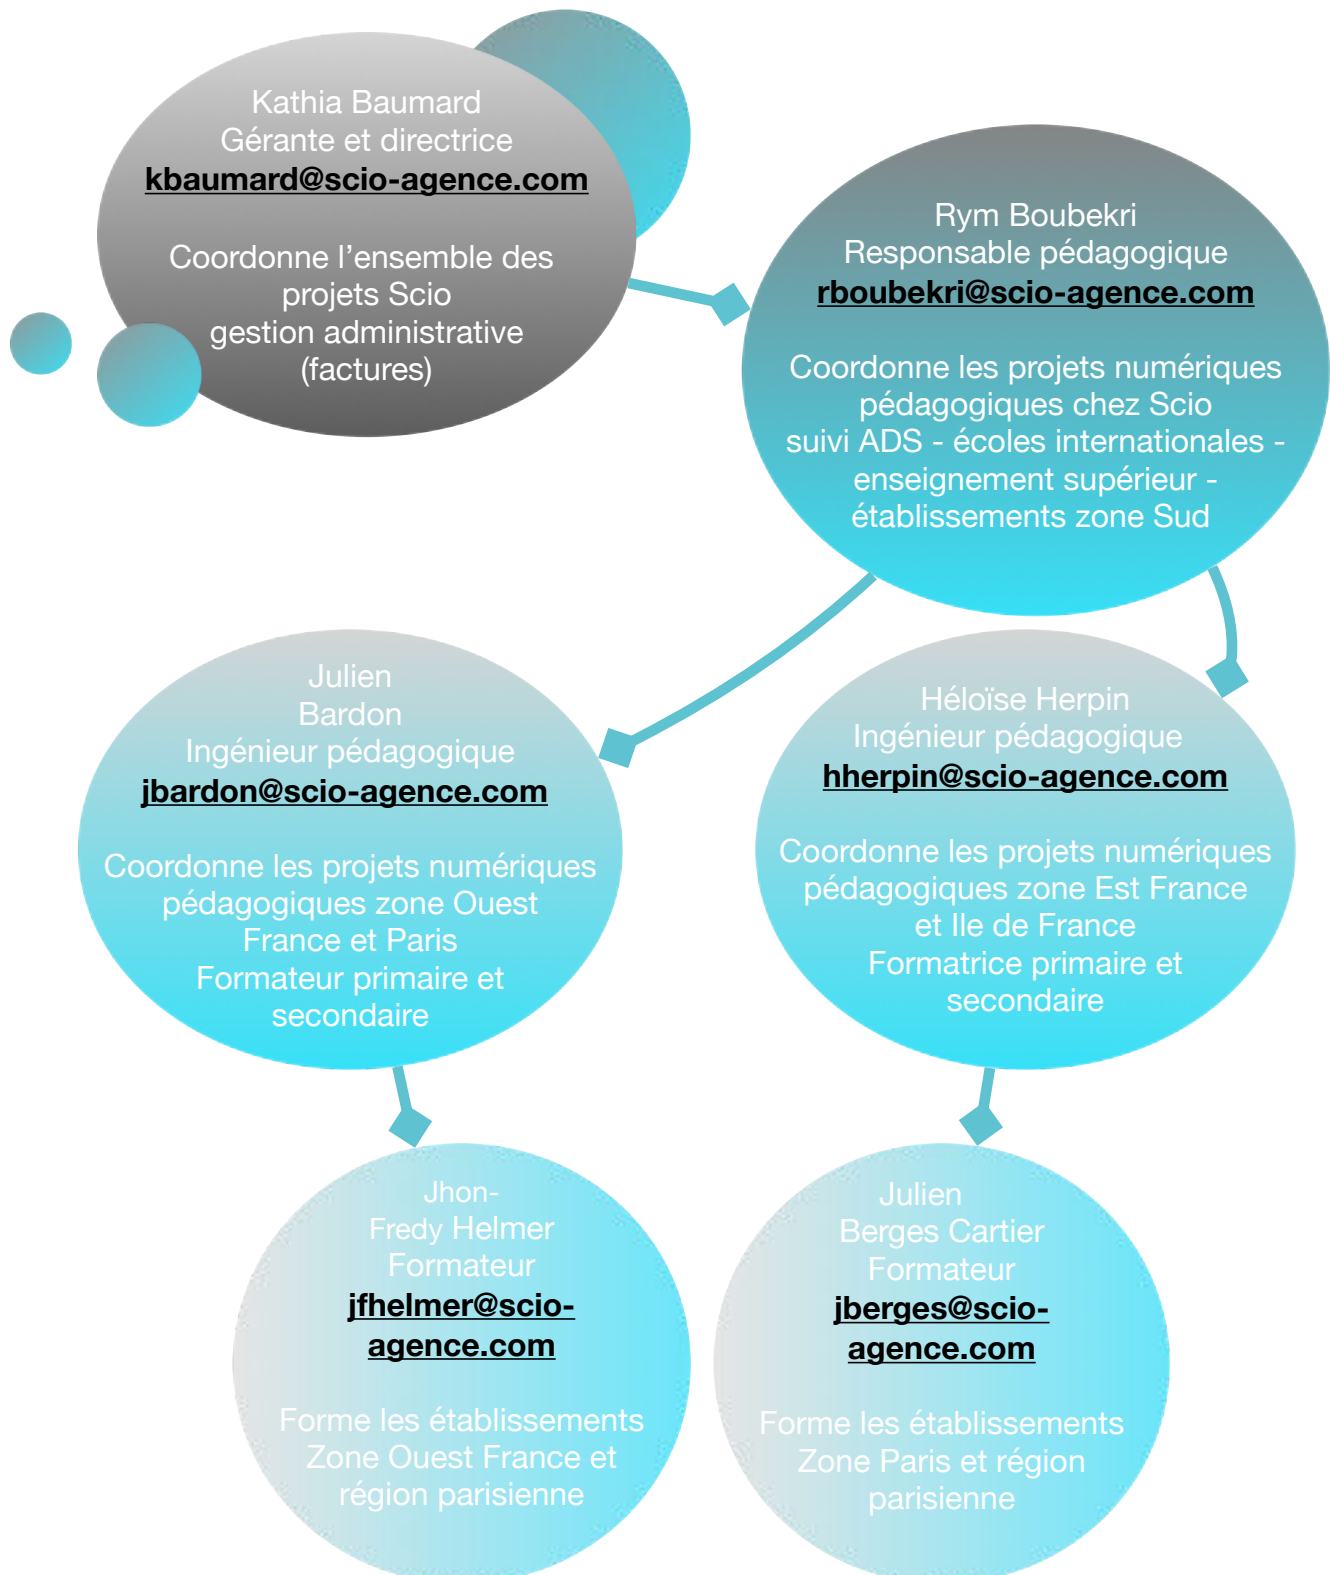 Kathia Baumard
Gérante et directrice
kbaumard@scio-agence.com
Coordonne l’ensemble des
projets Scio
gestion administrative
(factures)
Rym Boubekri
Responsable pédagogique
rboubekri@scio-agence.com
Coordonne les projets numériques
pédagogiques chez Scio
suivi ADS - écoles internationales -
enseignement supérieur -
établissements zone Sud
Julien
Bardon
Ingénieur pédagogique
jbardon@scio-agence.com
Coordonne les projets numériques
pédagogiques zone Ouest
France et Paris
Formateur primaire et
secondaire
Héloïse Herpin
Ingénieur pédagogique
hherpin@scio-agence.com
Coordonne les projets numériques
pédagogiques zone Est France
et Ile de France
Formatrice primaire et
secondaire
Jhon-
Fredy Helmer
Formateur
jfhelmer@scio-
agence.com
Forme les établissements
Zone Ouest France et
région parisienne
Julien
Berges Cartier
Formateur
jberges@scio-
agence.com
Forme les établissements
Zone Paris et région
parisienne